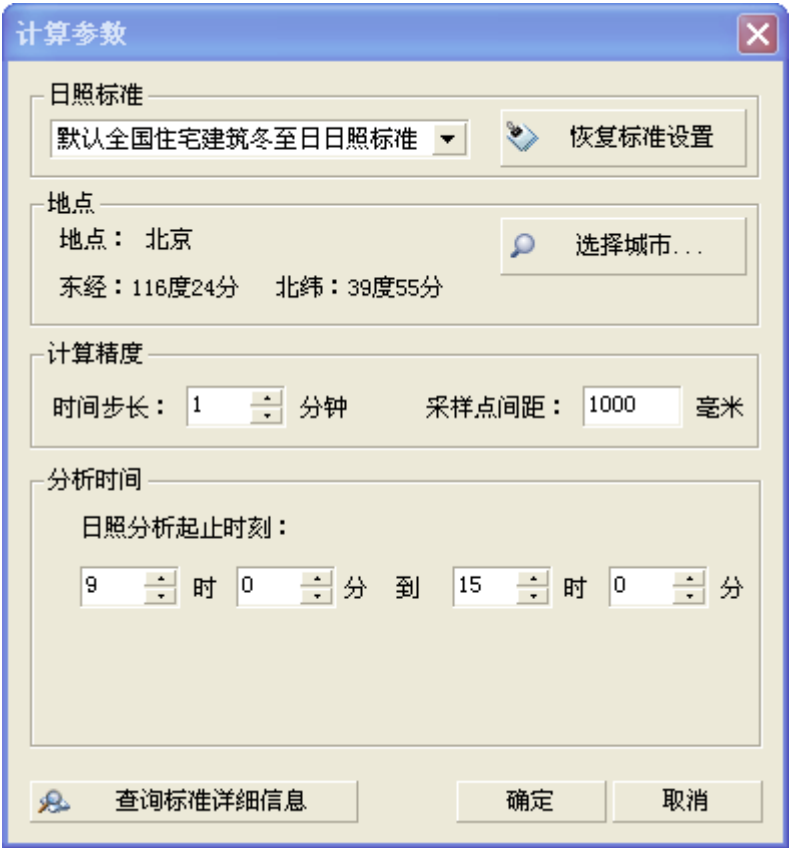 计算参数
日照标准
默认全国住宅建筑冬至日日照标准 恢复标准设置
地点
地点： 北京 选择城市...
东经：116度24分 北纬：39度55分
计算精度
时间步长： 1 分钟 采样点间距： 1000 毫米
分析时间
日照分析起止时刻：
9 时 0 分 到 15 时 0 分
查询标准详细信息 确定 取消